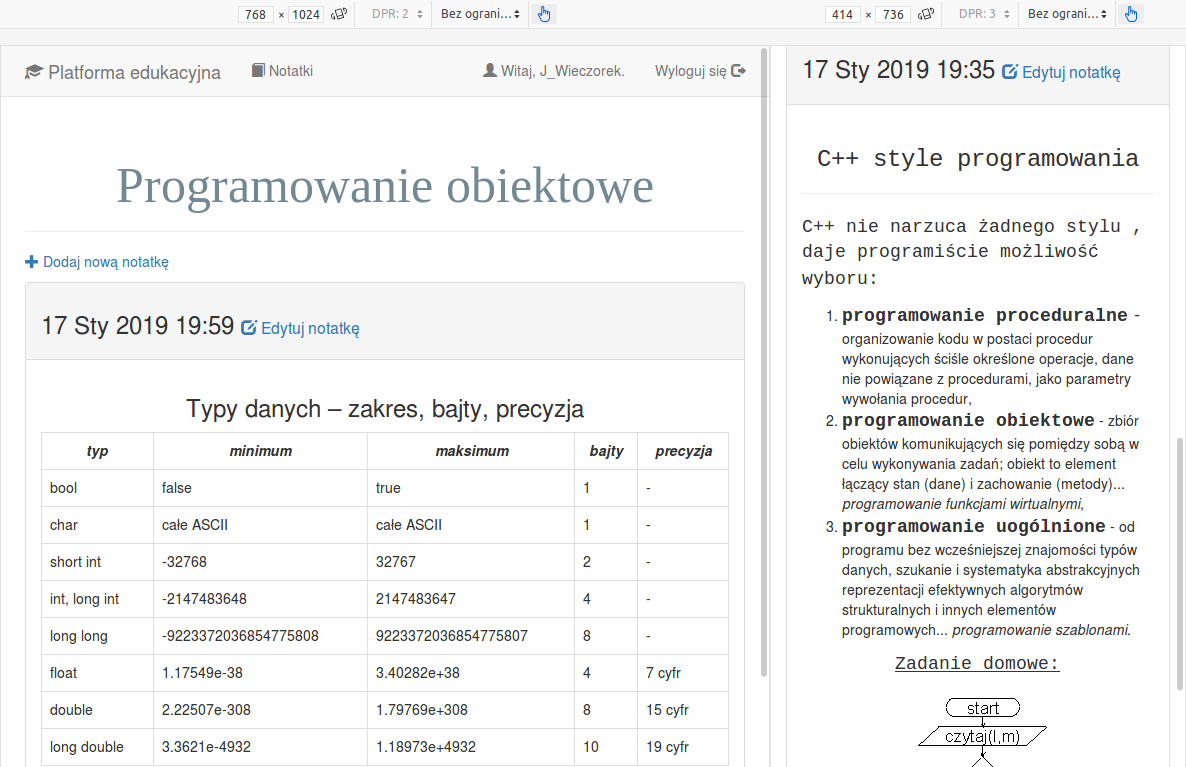 768 × 1024 DPR: 2 Bez ograni...
Platforma edukacyjna Notatki Witaj, J_Wieczorek. Wyloguj się
Programowanie obiektowe
Dodaj nową notatkę
17 Sty 2019 19:59 Edytuj notatkę
Typy danych – zakres, bajty, precyzja
typ minimum maksimum bajty precyzja
bool false true 1 -
char całe ASCII całe ASCII 1 -
short int -32768 32767 2 -
int, long int -2147483648 2147483647 4 -
long long -9223372036854775808 9223372036854775807 8 -
float 1.17549e-38 3.40282e+38 4 7 cyfr
double 2.22507e-308 1.79769e+308 8 15 cyfr
long double 3.3621e-4932 1.18973e+4932 10 19 cyfr
414 × 736 DPR: 3 Bez ograni...
17 Sty 2019 19:35 Edytuj notatkę
C++ style programowania
C++ nie narzuca żadnego stylu ,
daje programiście możliwość
wyboru:
1. programowanie proceduralne -
organizowanie kodu w postaci procedur
wykonujących ściśle określone operacje, dane
nie powiązane z procedurami, jako parametry
wywołania procedur,
2. programowanie obiektowe - zbiór
obiektów komunikujących się pomiędzy sobą w
celu wykonywania zadań; obiekt to element
łączący stan (dane) i zachowanie (metody)...
programowanie funkcjami wirtualnymi,
3. programowanie uogólnione - od
programu bez wcześniejszej znajomości typów
danych, szukanie i systematyka abstrakcyjnych
reprezentacji efektywnych algorytmów
strukturalnych i innych elementów
programowych... programowanie szablonami.
Zadanie domowe:
start
czytaj(l,m)